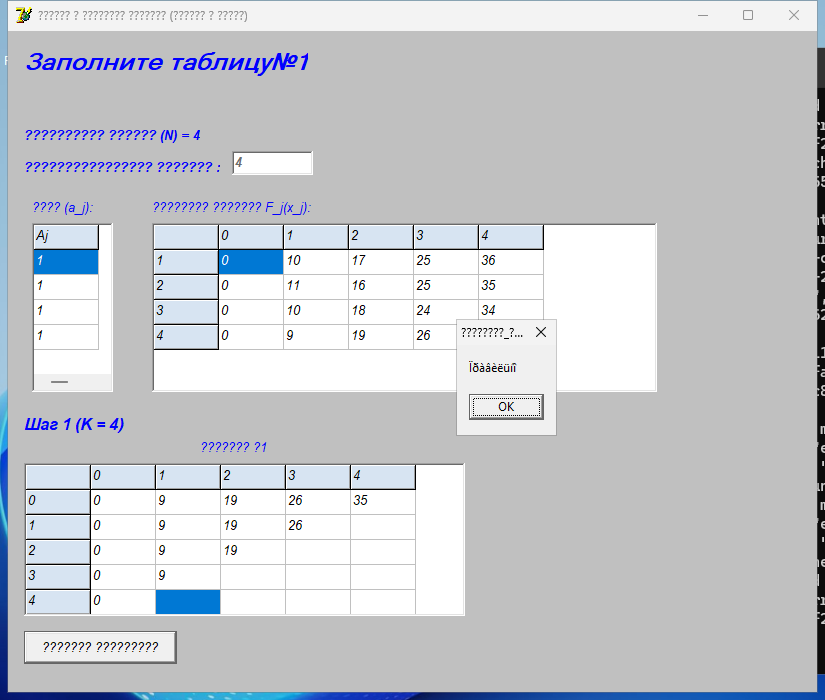 ?????? ? ???????? ??????? (?????? ? ?????)
Заполните таблицу№1
?????????? ?????? (N) = 4
???????????????? ??????? : 4
???? (a_j): ???????? ??????? F_j(x_j):
Aj 0 1 2 3 4
1 1 0 10 17 25 36
1 2 0 11 16 25 35
1 3 0 10 18 24 34
1 4 0 9 19 26
????????_?...
Ïðàâèëüíî
OK
Шаг 1 (K = 4)
??????? ?1
0 1 2 3 4
0 0 9 19 26 35
1 0 9 19 26
2 0 9 19
3 0 9
4 0
??????? ?????????